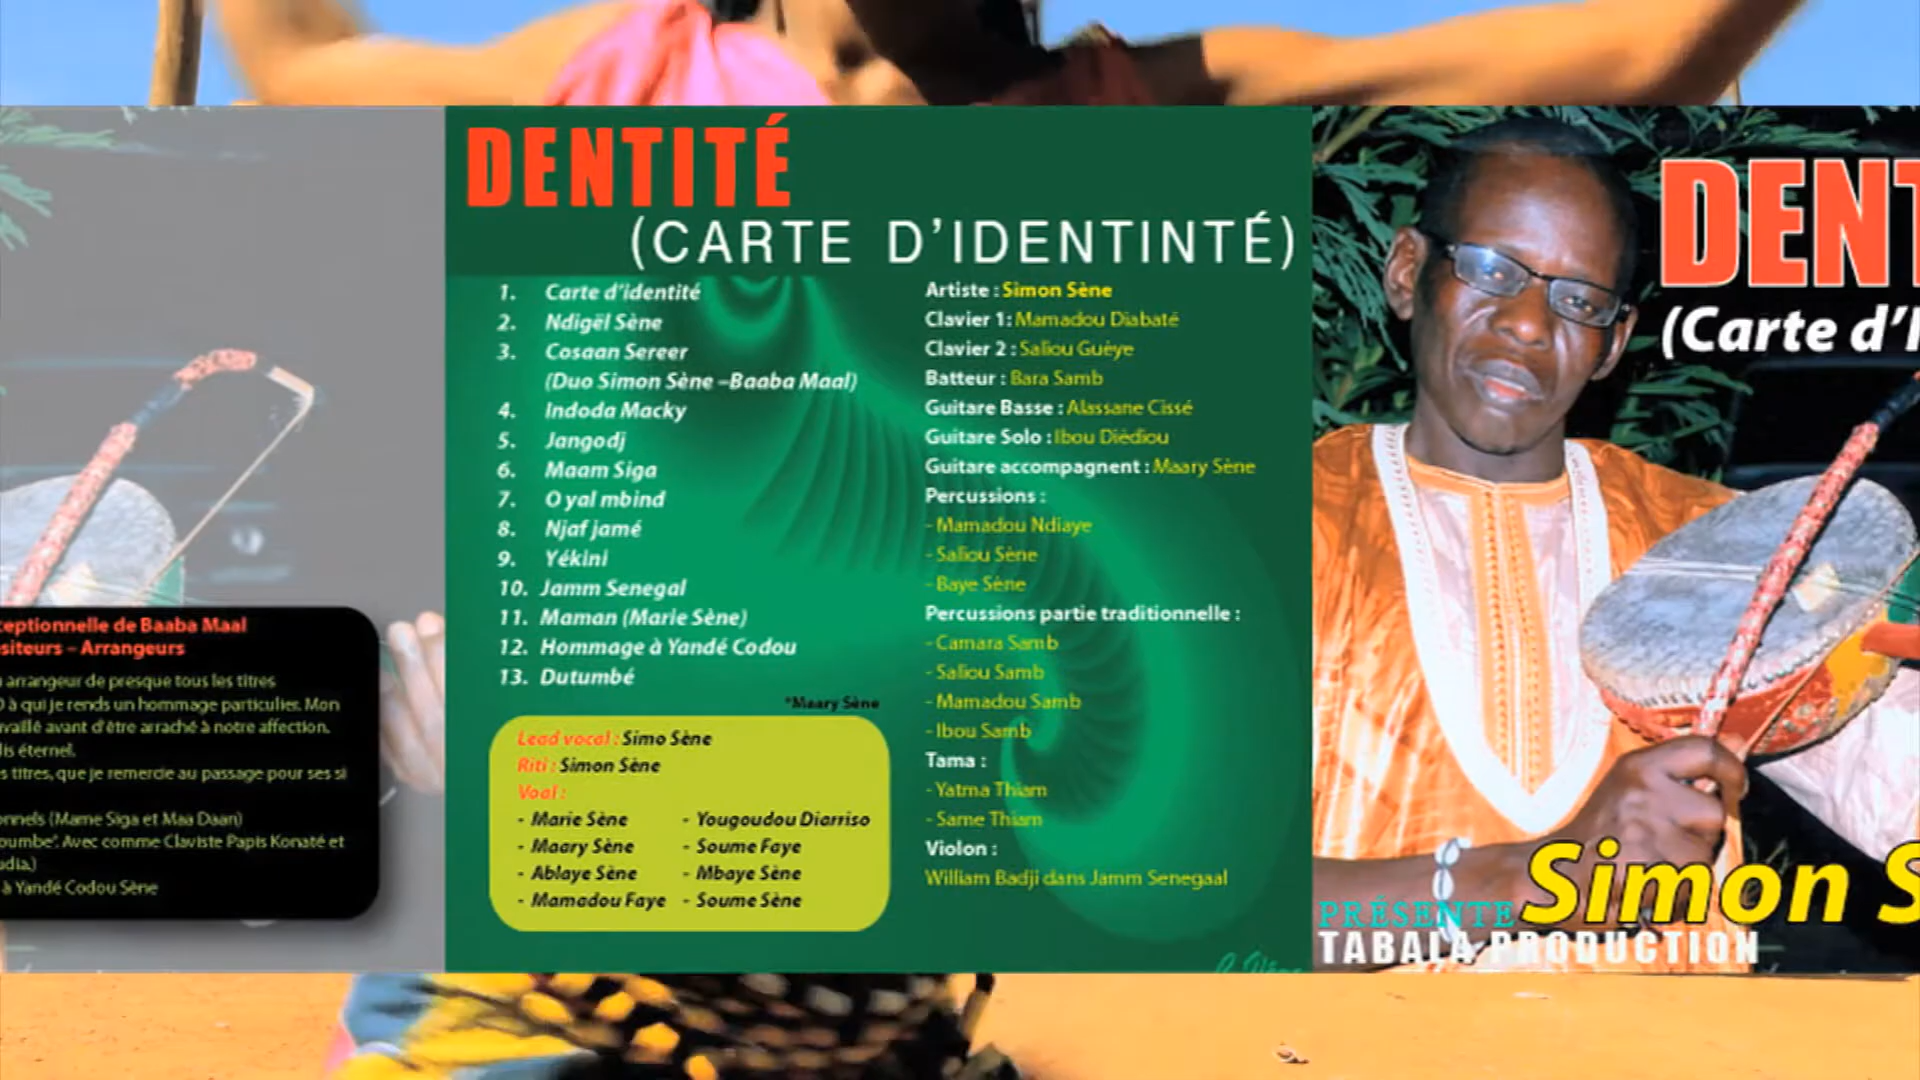 DENTITÉ
(CARTE D'IDENTINTÉ)
1. Carte d'identité
2. Ndigël Sène
3. Cosaan Sereer
(Duo Simon Sène –Baaba Maal)
4. Indoda Macky
5. Jangodj
6. Maam Siga
7. O yal mbind
8. Njaf jamé
9. Yékini
10. Jamm Senegal
11. Maman (Marie Sène)
12. Hommage à Yandé Codou
13. Dutumbé
*Maary Sène
Lead vocal : Simo Sène
Riti : Simon Sène
Voal :
- Marie Sène
- Maary Sène
- Ablaye Sène
- Mamadou Faye
- Yougoudou Diarriso
- Soume Faye
- Mbaye Sène
- Soume Sène
Artiste : Simon Sène
Clavier 1: Mamadou Diabaté
Clavier 2 : Saliou Guèye
Batteur : Bara Samb
Guitare Basse : Alassane Cissé
Guitare Solo : Ibou Diédiou
Guitare accompagnent : Maary Sène
Percussions :
- Mamadou Ndiaye
- Saliou Sène
- Baye Sène
Percussions partie traditionnelle :
- Camara Samb
- Saliou Samb
- Mamadou Samb
- Ibou Samb
Tama :
- Yatma Thiam
- Same Thiam
Violon :
William Badji dans Jamm Senegaal
ceptionnelle de Baaba Maal
siteurs – Arrangeurs
arrangeur de presque tous les titres
à qui je rends un hommage particulier. Mon
vaillé avant d'être arraché à notre affection.
dis éternel.
s titres, que je remercie au passage pour ses si
onnels (Mame Siga et Maa Daan)
oumbe". Avec comme Claviste Papis Konaté et
udia.)
à Yandé Codou Sène
DENT
(Carte d'I
Simon S
PRÉSENTE
TABALA PRODUCTION